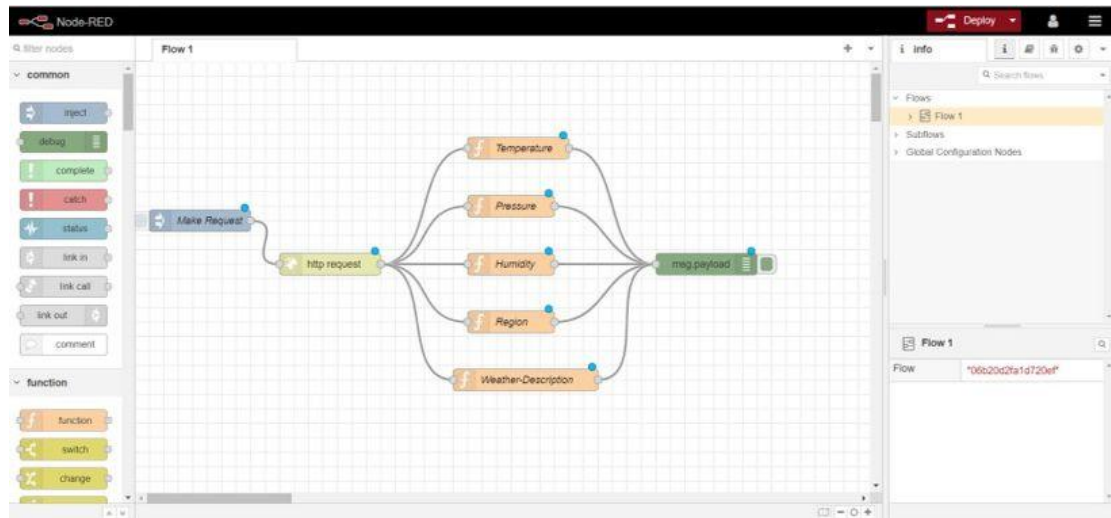 Node-RED
Deploy
filter nodes
Flow 1
info
Search flows
common
inject
debug
complete
catch
status
link in
link call
link out
comment
function
function
switch
change
Make Request
http request
Temperature
Pressure
Humidity
Region
Weather-Description
msg.payload
Flows
Flow 1
Subflows
Global Configuration Nodes
Flow 1
Flow "06b20d2fa1d720ef"